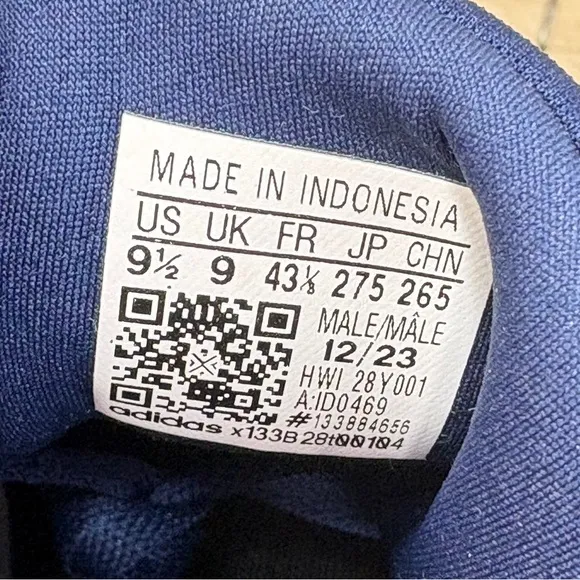 MADE IN INDONESIA
US UK FR JP CHN
9½ 9 43⅓ 275 265
MALE/MÂLE
12/23
HWI 28Y001
A:ID0469
#133884656
adidas x133B28t00104